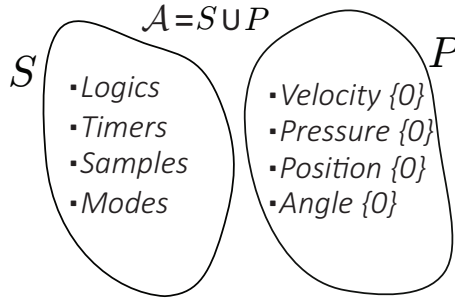 𝒜=S∪P
S
▪Logics
▪Timers
▪Samples
▪Modes
P
▪Velocity {0}
▪Pressure {0}
▪Position {0}
▪Angle {0}